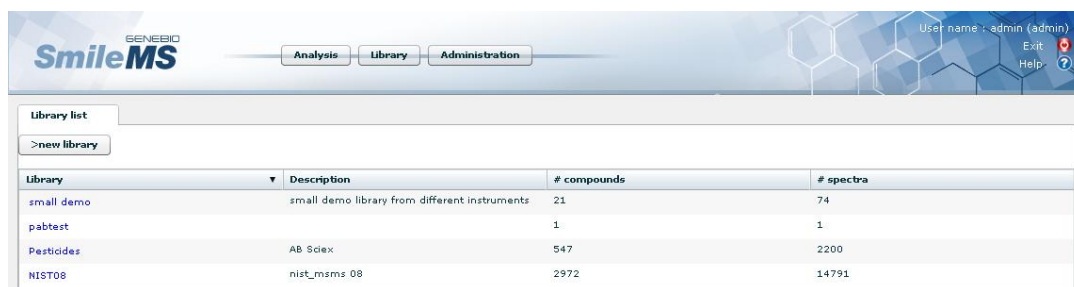 GENEBIO
SmileMS
Analysis Library Administration
User name : admin (admin)
Exit
Help ?
Library list
>new library
Library Description # compounds # spectra
small demo small demo library from different instruments 21 74
pabtest 1 1
Pesticides AB Sciex 547 2200
NIST08 nist_msms 08 2972 14791